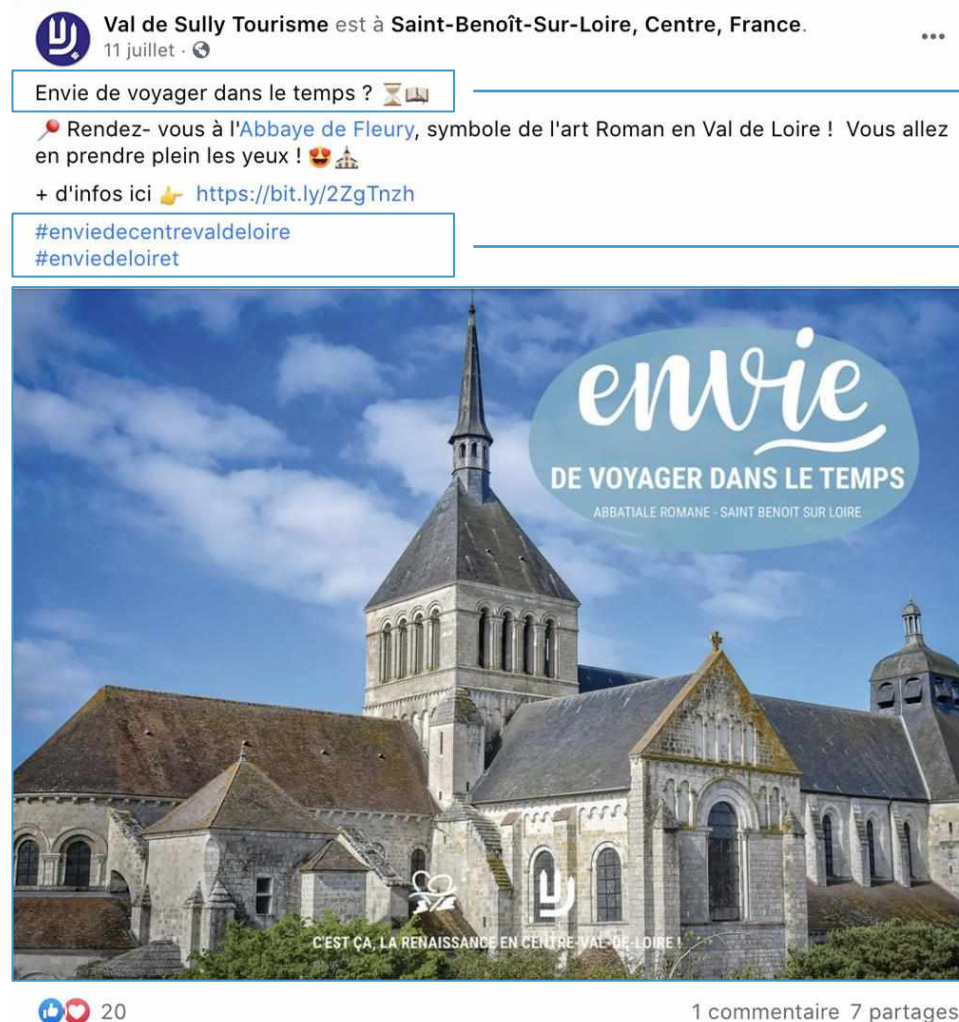 Val de Sully Tourisme est à Saint-Benoît-Sur-Loire, Centre, France.
11 juillet ·
Envie de voyager dans le temps ? ⏳📖
📍 Rendez- vous à l'Abbaye de Fleury, symbole de l'art Roman en Val de Loire ! Vous allez
en prendre plein les yeux ! 😍⛪
+ d'infos ici 👉 https://bit.ly/2ZgTnzh
#enviedecentrevaldeloire
#enviedeloiret
envie
DE VOYAGER DANS LE TEMPS
ABBATIALE ROMANE - SAINT BENOIT SUR LOIRE
C'EST ÇA, LA RENAISSANCE EN CENTRE-VAL-DE-LOIRE !
20
1 commentaire 7 partages